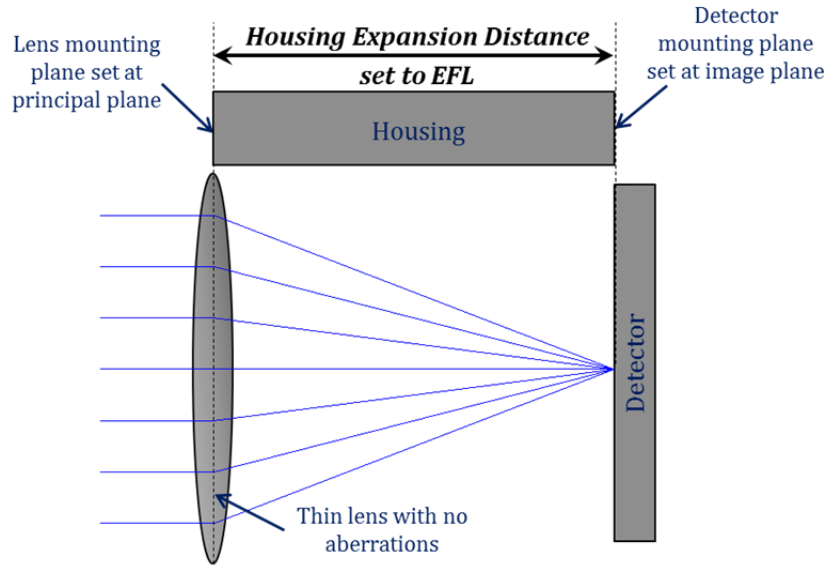 Lens mounting
plane set at
principal plane
Housing Expansion Distance
set to EFL
Detector
mounting plane
set at image plane
Housing
Detector
Thin lens with no
aberrations